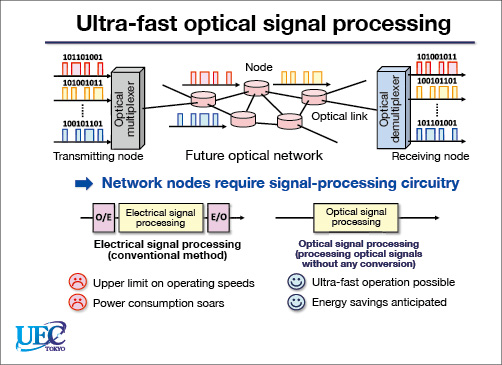 Ultra-fast optical signal processing
101101001
101001011
100101101
Optical
multiplexer
Transmitting node
Node
Optical link
Future optical network
Optical
demultiplexer
101001011
100101101
101101001
Receiving node
Network nodes require signal-processing circuitry
O/E
Electrical signal
processing
E/O
Electrical signal processing
(conventional method)
Upper limit on operating speeds
Power consumption soars
Optical signal
processing
Optical signal processing
(processing optical signals
without any conversion)
Ultra-fast operation possible
Energy savings anticipated
UEC
TOKYO